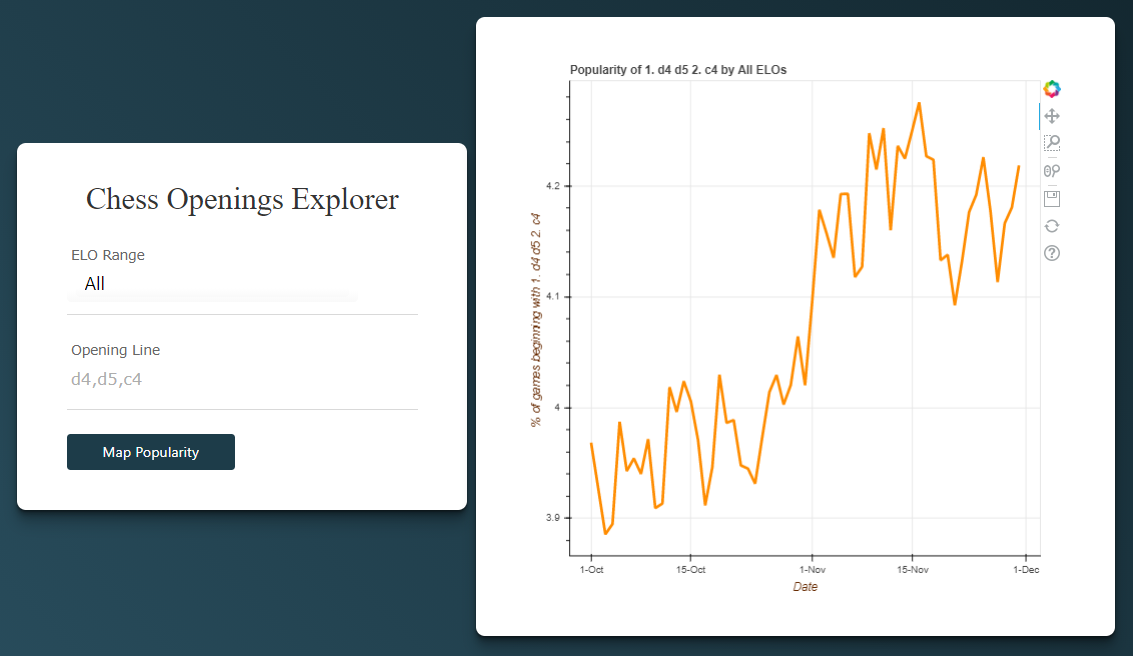 Chess Openings Explorer
ELO Range
All
Opening Line
d4,d5,c4
Map Popularity
Popularity of 1. d4 d5 2. c4 by All ELOs
% of games beginning with 1. d4 d5 2. c4
4.2
4.1
4
3.9
1-Oct
15-Oct
1-Nov
15-Nov
1-Dec
Date